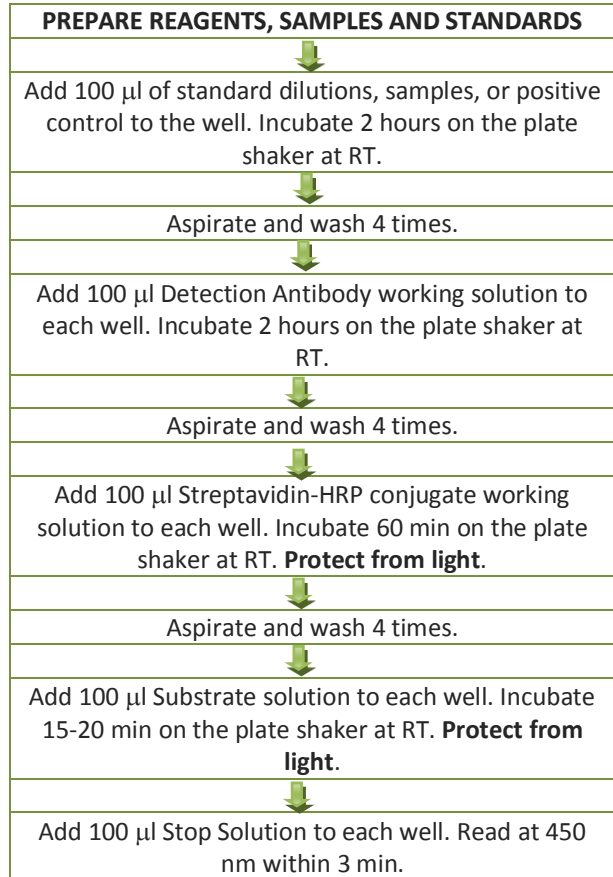 PREPARE REAGENTS, SAMPLES AND STANDARDS
Add 100 µl of standard dilutions, samples, or positive
control to the well. Incubate 2 hours on the plate
shaker at RT.
Aspirate and wash 4 times.
Add 100 µl Detection Antibody working solution to
each well. Incubate 2 hours on the plate shaker at
RT.
Aspirate and wash 4 times.
Add 100 µl Streptavidin-HRP conjugate working
solution to each well. Incubate 60 min on the plate
shaker at RT. Protect from light.
Aspirate and wash 4 times.
Add 100 µl Substrate solution to each well. Incubate
15-20 min on the plate shaker at RT. Protect from
light.
Add 100 µl Stop Solution to each well. Read at 450
nm within 3 min.